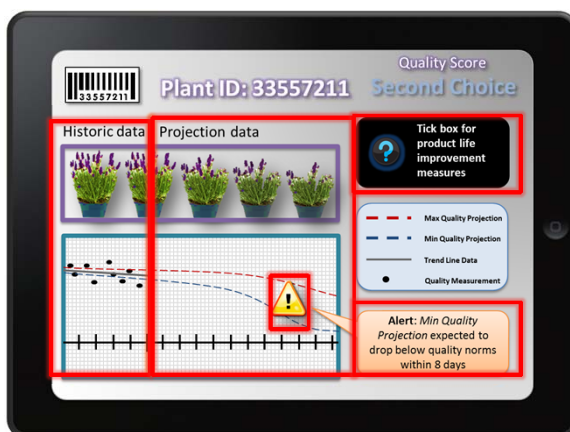 Quality Score
33557211
Plant ID: 33557211
Second Choice
Historic data
Projection data
Tick box for
product life
improvement
measures
?
Max Quality Projection
Min Quality Projection
Trend Line Data
Quality Measurement
!
Alert: Min Quality
Projection expected to
drop below quality norms
within 8 days